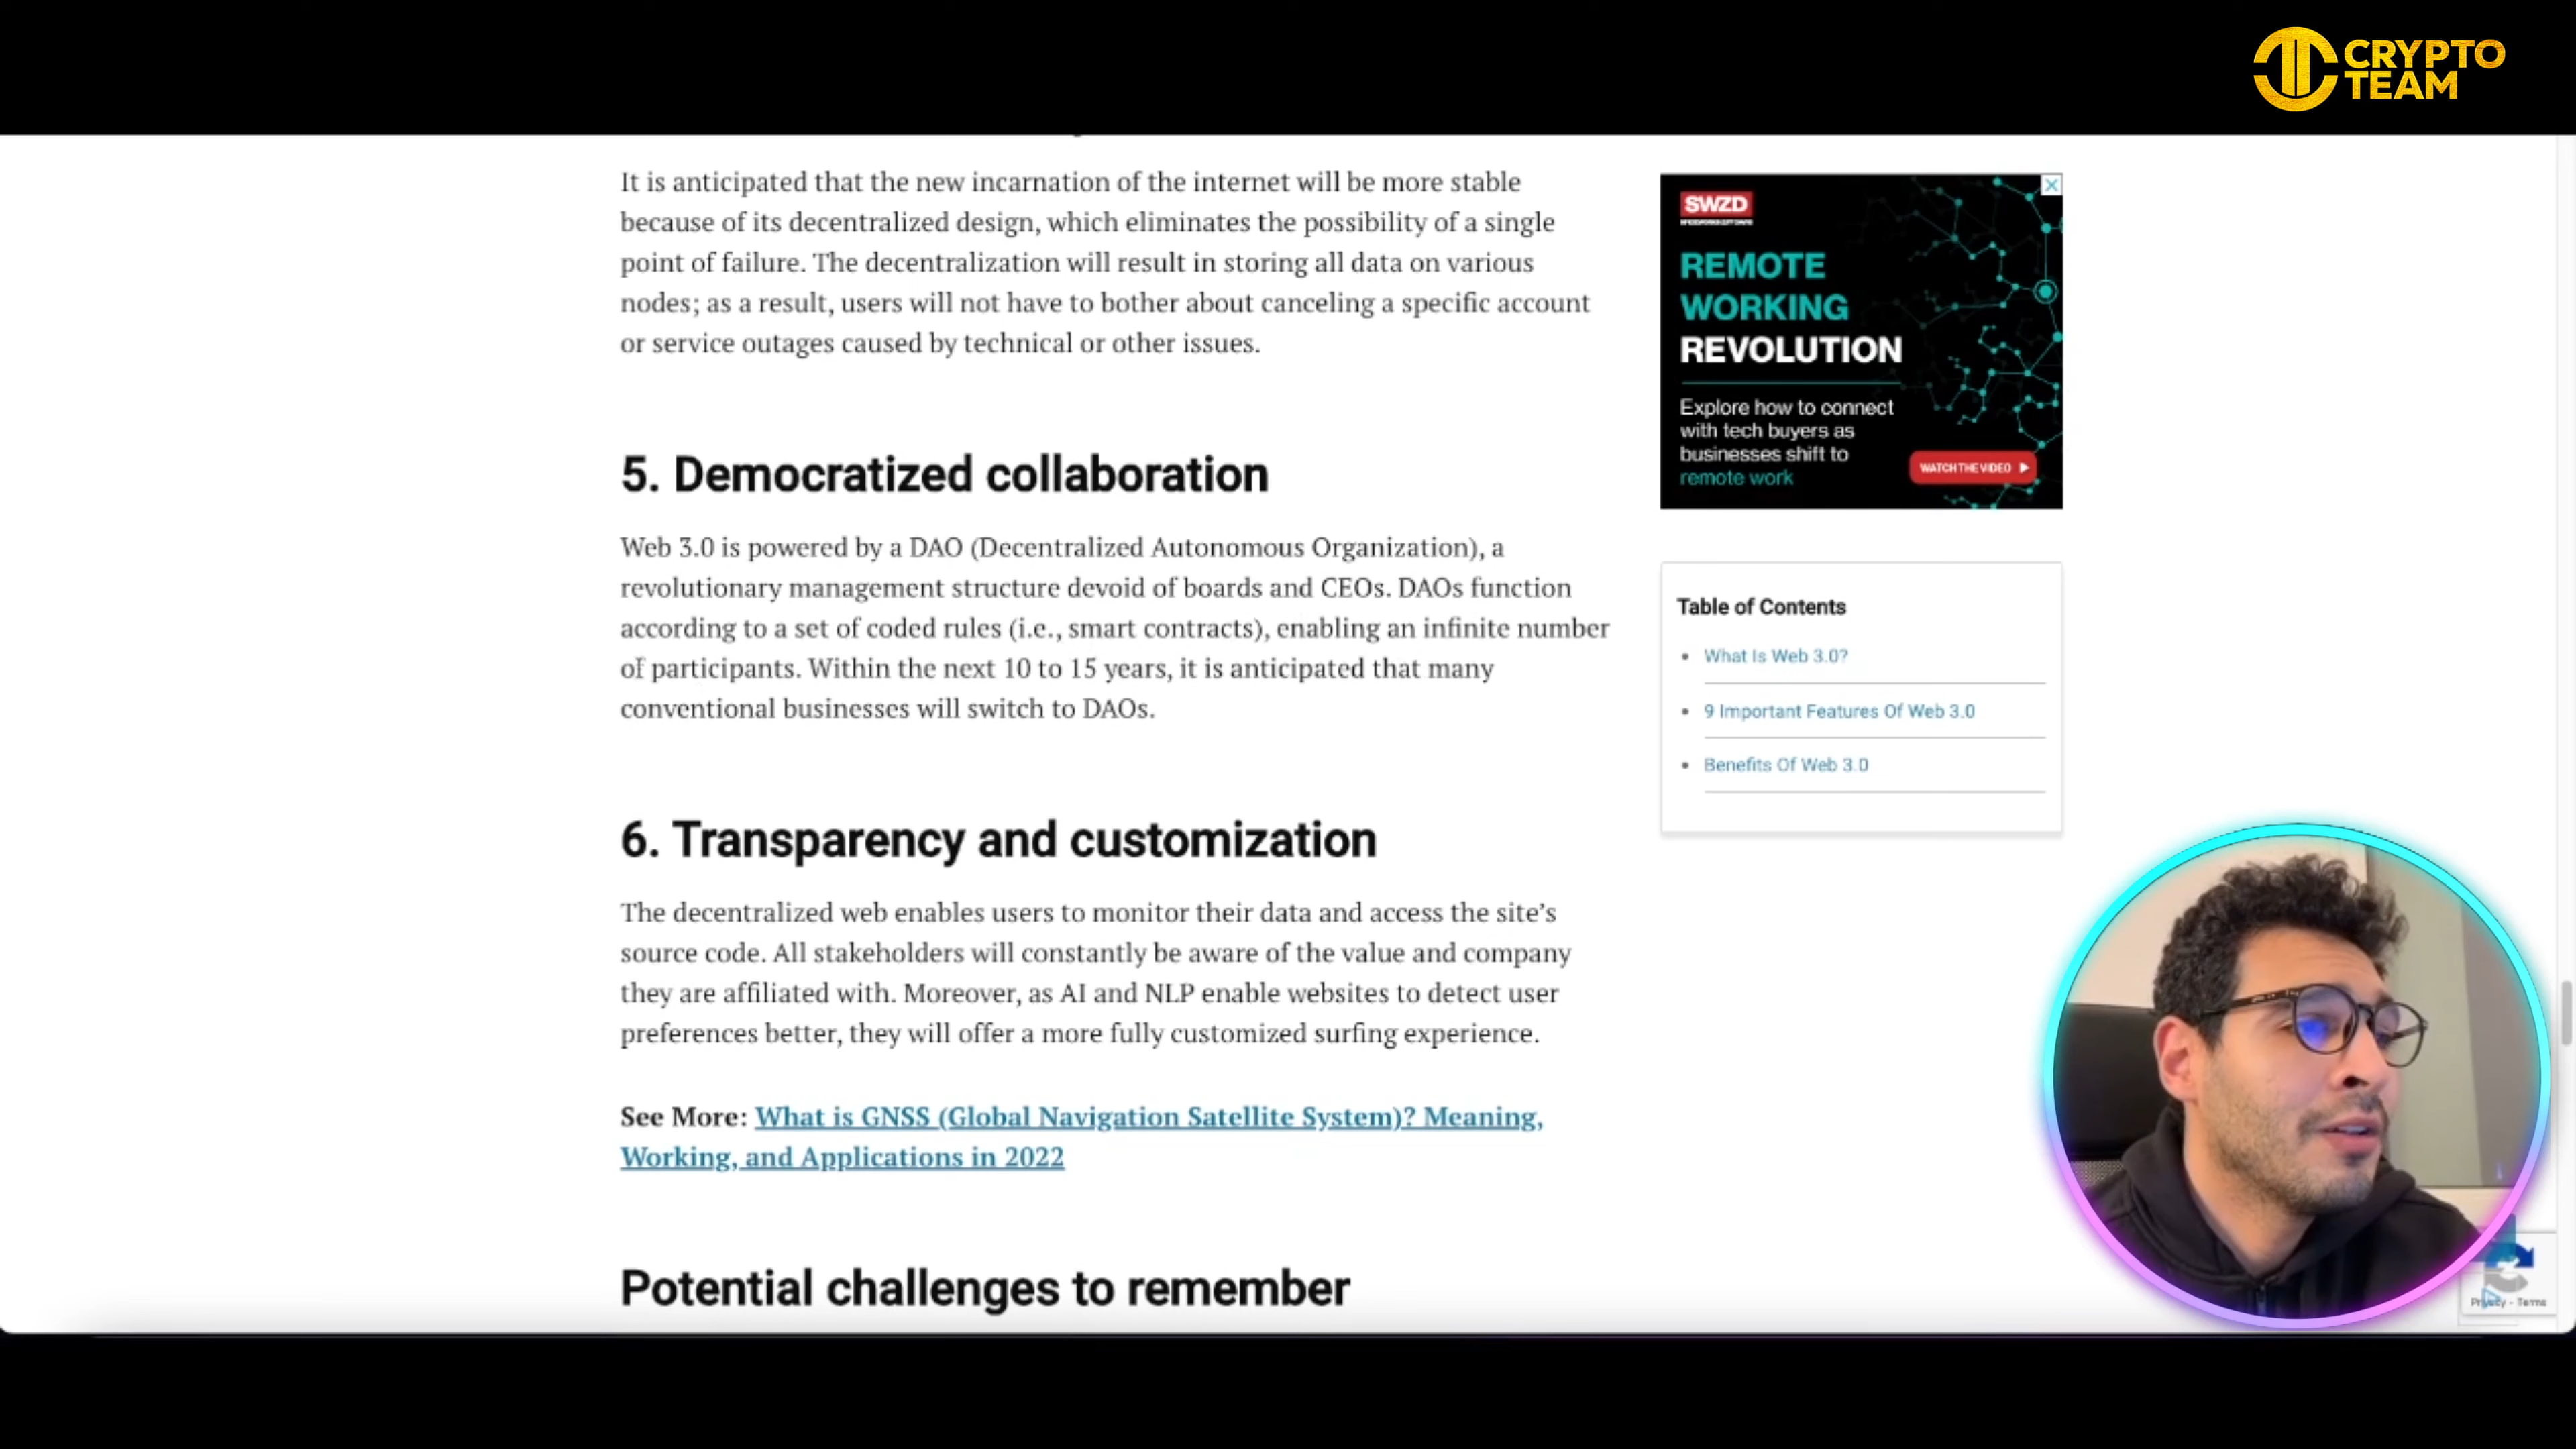 CRYPTO
TEAM
It is anticipated that the new incarnation of the internet will be more stable
because of its decentralized design, which eliminates the possibility of a single
point of failure. The decentralization will result in storing all data on various
nodes; as a result, users will not have to bother about canceling a specific account
or service outages caused by technical or other issues.
5. Democratized collaboration
Web 3.0 is powered by a DAO (Decentralized Autonomous Organization), a
revolutionary management structure devoid of boards and CEOs. DAOs function
according to a set of coded rules (i.e., smart contracts), enabling an infinite number
of participants. Within the next 10 to 15 years, it is anticipated that many
conventional businesses will switch to DAOs.
6. Transparency and customization
The decentralized web enables users to monitor their data and access the site's
source code. All stakeholders will constantly be aware of the value and company
they are affiliated with. Moreover, as AI and NLP enable websites to detect user
preferences better, they will offer a more fully customized surfing experience.
See More: What is GNSS (Global Navigation Satellite System)? Meaning,
Working, and Applications in 2022
Potential challenges to remember
SWZD
REMOTE
WORKING
REVOLUTION
Explore how to connect
with tech buyers as
businesses shift to
remote work
WATCH THE VIDEO
Table of Contents
• What Is Web 3.0?
• 9 Important Features Of Web 3.0
• Benefits Of Web 3.0
Privacy - Terms